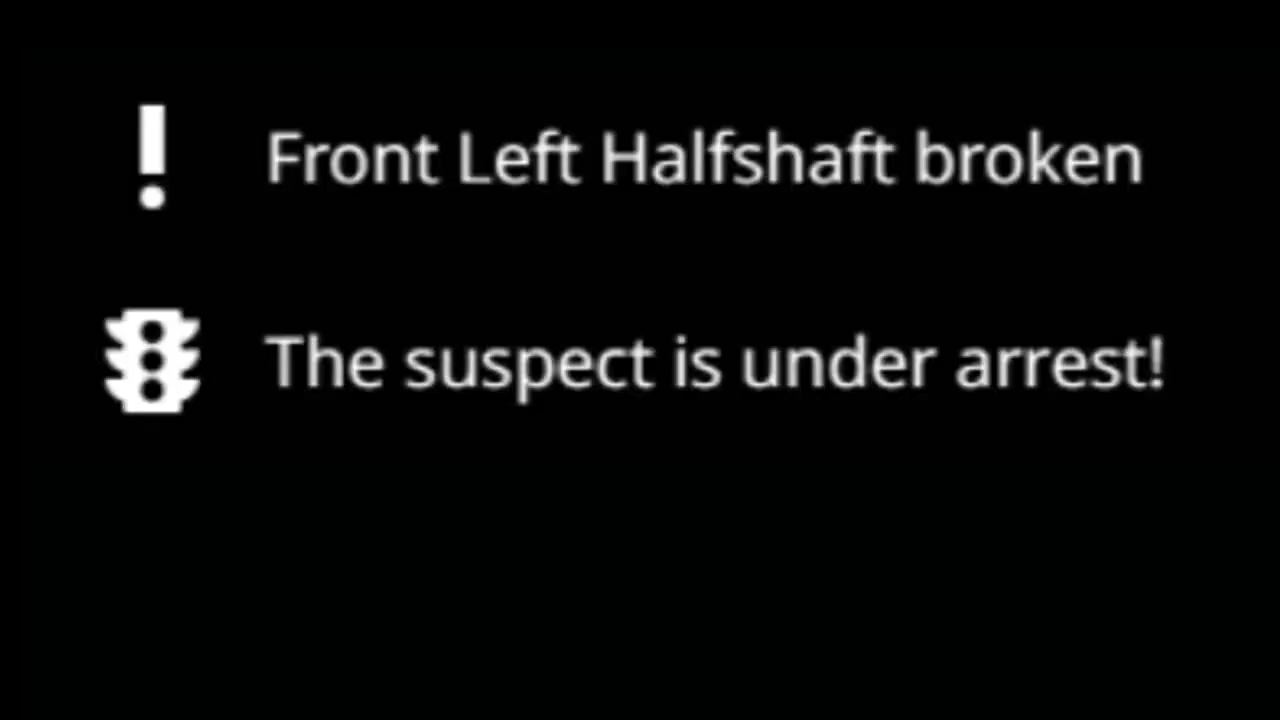 Front Left Halfshaft broken
The suspect is under arrest!